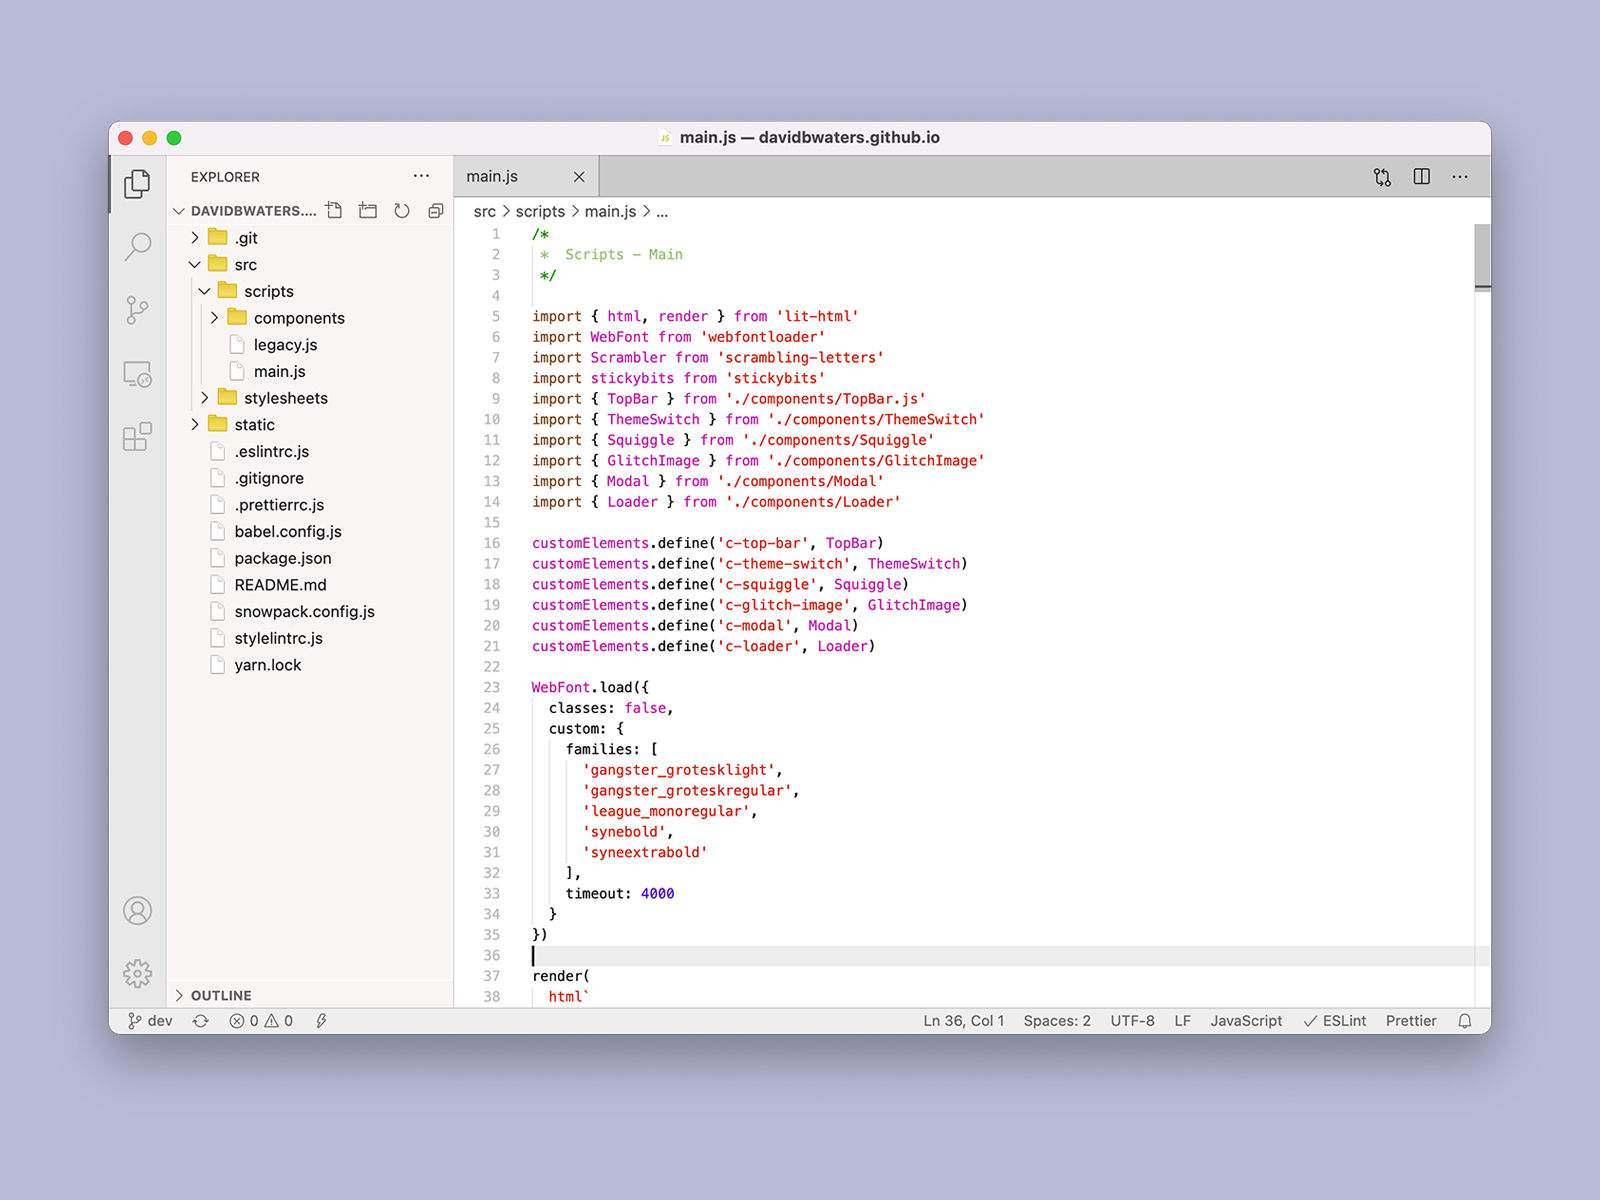 main.js — davidbwaters.github.io
EXPLORER
DAVIDBWATERS....
.git
src
scripts
components
legacy.js
main.js
stylesheets
static
.eslintrc.js
.gitignore
.prettierrc.js
babel.config.js
package.json
README.md
snowpack.config.js
stylelintrc.js
yarn.lock
OUTLINE
main.js
src > scripts > main.js > ...
1 /*
2  *  Scripts - Main
3  */
4
5 import { html, render } from 'lit-html'
6 import WebFont from 'webfontloader'
7 import Scrambler from 'scrambling-letters'
8 import stickybits from 'stickybits'
9 import { TopBar } from './components/TopBar.js'
10 import { ThemeSwitch } from './components/ThemeSwitch'
11 import { Squiggle } from './components/Squiggle'
12 import { GlitchImage } from './components/GlitchImage'
13 import { Modal } from './components/Modal'
14 import { Loader } from './components/Loader'
15
16 customElements.define('c-top-bar', TopBar)
17 customElements.define('c-theme-switch', ThemeSwitch)
18 customElements.define('c-squiggle', Squiggle)
19 customElements.define('c-glitch-image', GlitchImage)
20 customElements.define('c-modal', Modal)
21 customElements.define('c-loader', Loader)
22
23 WebFont.load({
24   classes: false,
25   custom: {
26     families: [
27       'gangster_grotesklight',
28       'gangster_groteskregular',
29       'league_monoregular',
30       'synebold',
31       'syneextrabold'
32     ],
33     timeout: 4000
34   }
35 })
36
37 render(
38   html`
dev 0 0 Ln 36, Col 1 Spaces: 2 UTF-8 LF JavaScript ESLint Prettier